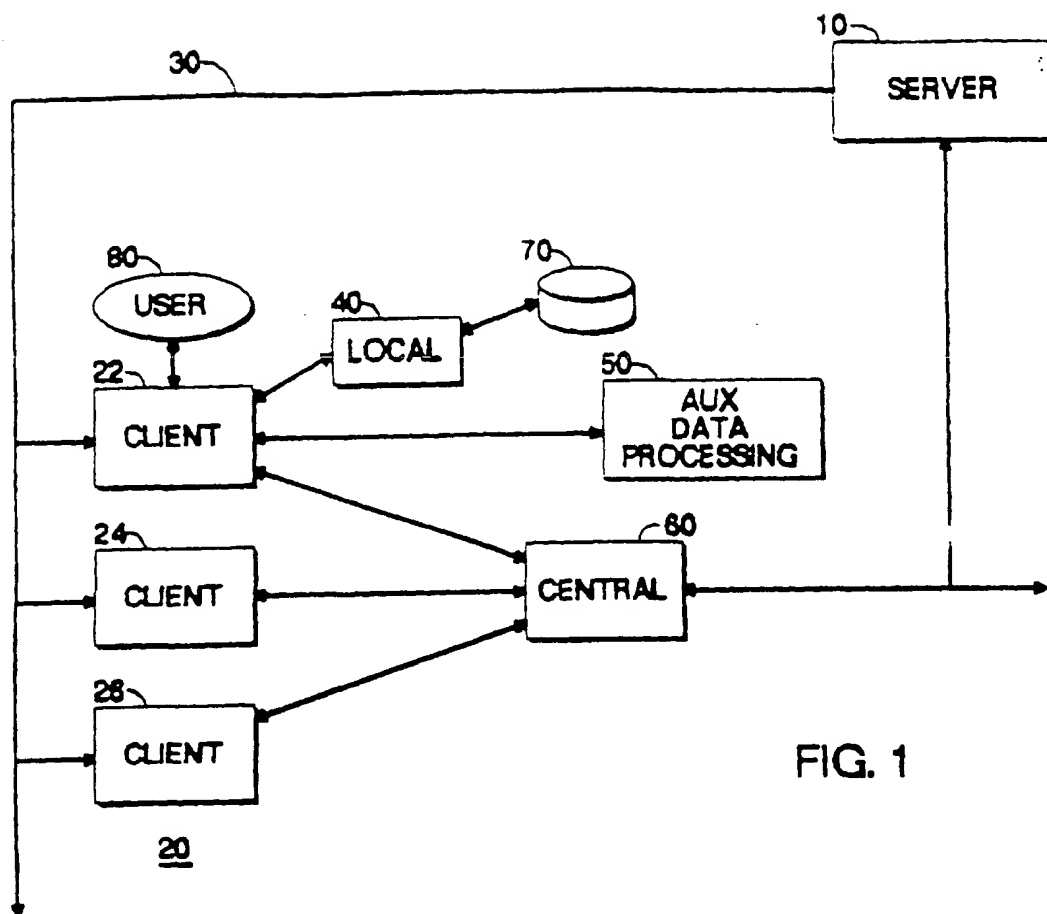 10
SERVER
30
80
USER
70
40
LOCAL
22
CLIENT
50
AUX
DATA
PROCESSING
24
CLIENT
60
CENTRAL
26
CLIENT
FIG. 1
20